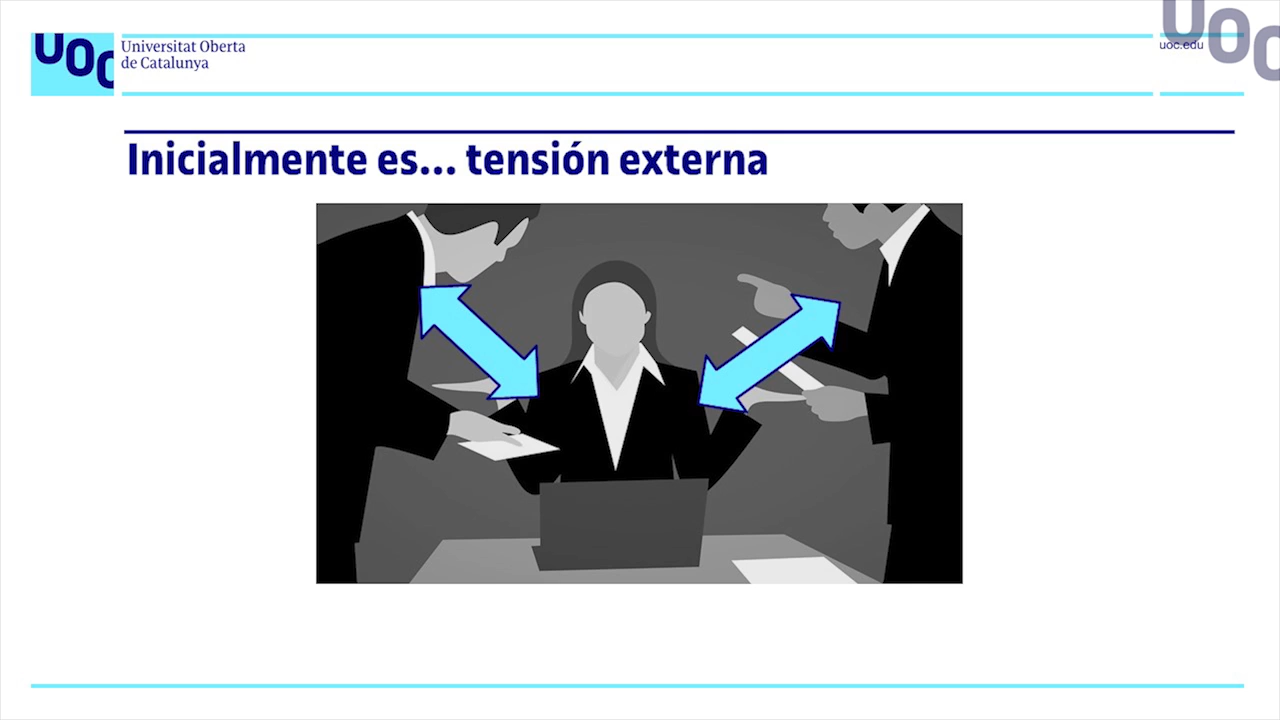 UOC
Universitat Oberta
de Catalunya
uoc.edu
UOC
Inicialmente es... tensión externa